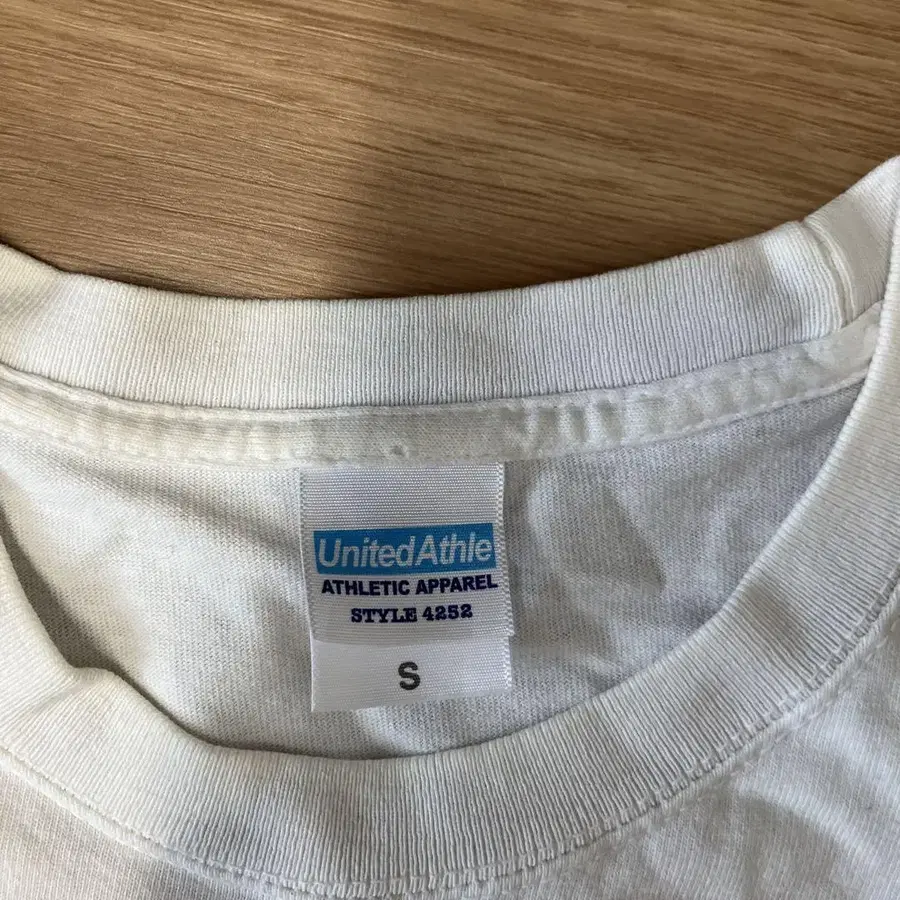 UnitedAthle
ATHLETIC APPAREL
STYLE 4252
S